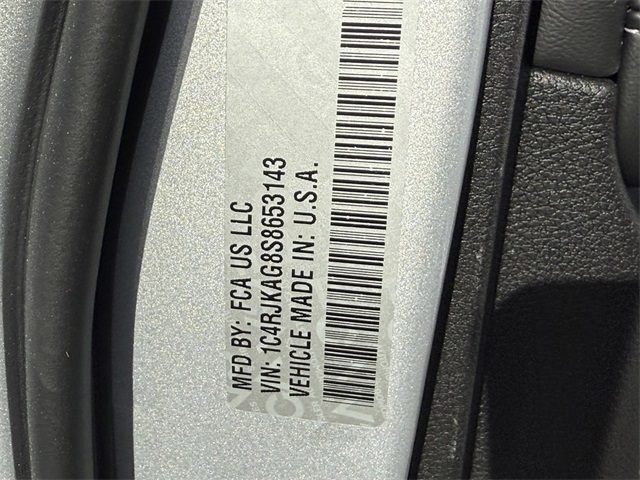 MFD BY: FCA US LLC
VIN: 1C4RJKAG8S8653143
VEHICLE MADE IN: U.S.A.